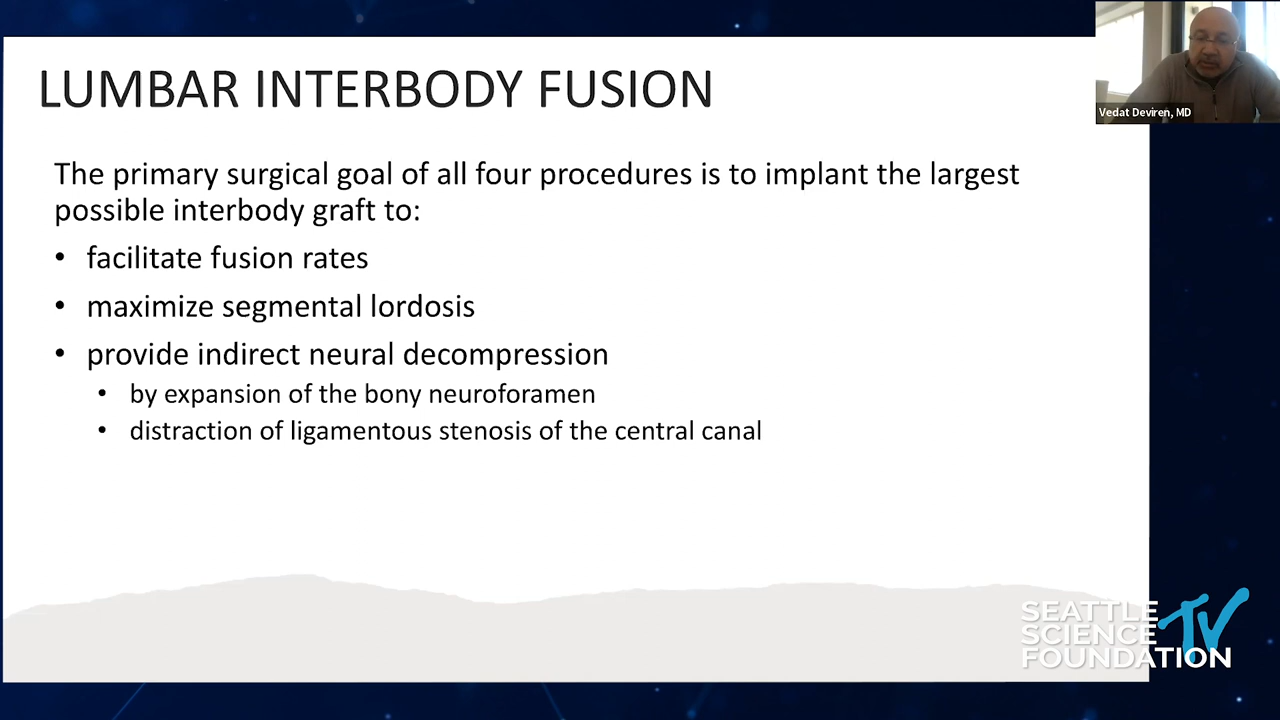 LUMBAR INTERBODY FUSION
Vedat Deviren, MD
The primary surgical goal of all four procedures is to implant the largest
possible interbody graft to:
• facilitate fusion rates
• maximize segmental lordosis
• provide indirect neural decompression
• by expansion of the bony neuroforamen
• distraction of ligamentous stenosis of the central canal
SEATTLE
SCIENCE
FOUNDATION
TV